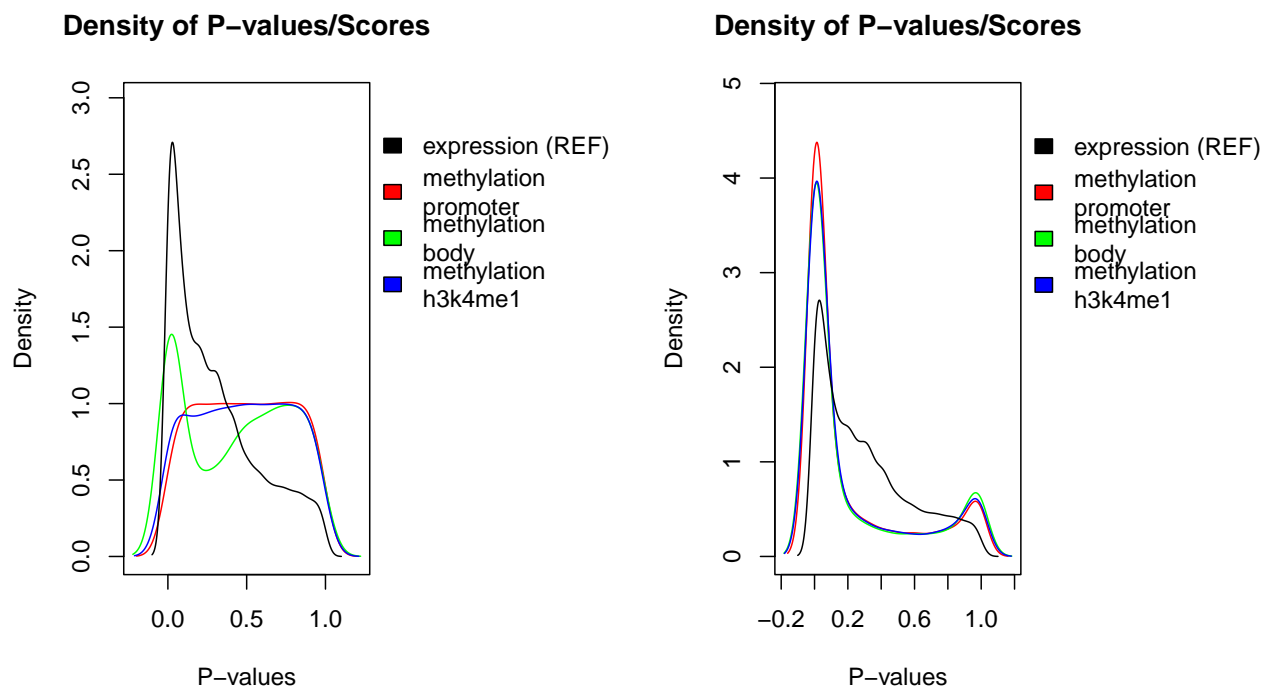 Density of P−values/Scores
Density
0.0
0.5
1.0
1.5
2.0
2.5
3.0
0.0 0.5 1.0
P−values
expression (REF)
methylation
promoter
methylation
body
methylation
h3k4me1
Density of P−values/Scores
Density
0
1
2
3
4
5
−0.2 0.2 0.6 1.0
P−values
expression (REF)
methylation
promoter
methylation
body
methylation
h3k4me1